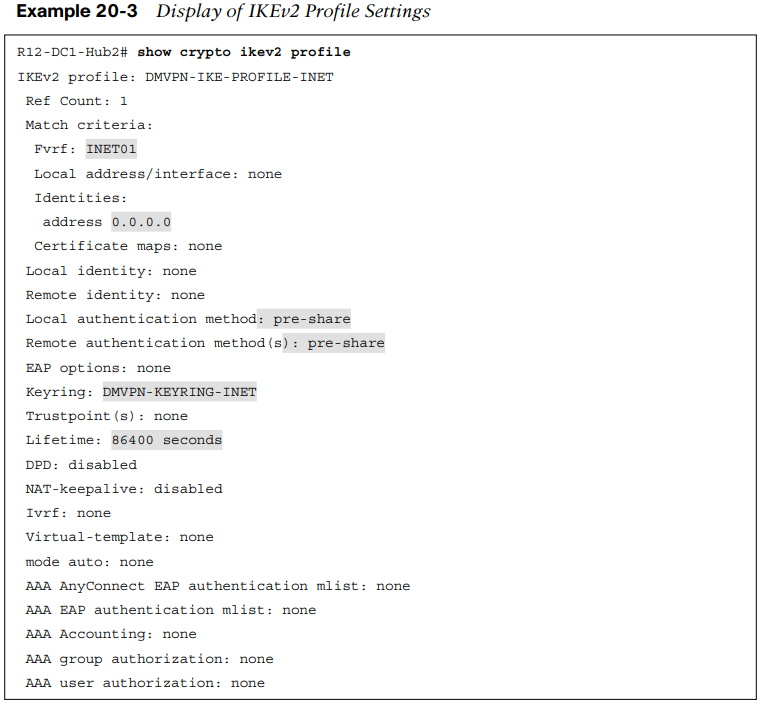 Example 20-3 Display of IKEv2 Profile Settings
R12-DC1-Hub2# show crypto ikev2 profile
IKEv2 profile: DMVPN-IKE-PROFILE-INET
Ref Count: 1
Match criteria:
Fvrf: INET01
Local address/interface: none
Identities:
address 0.0.0.0
Certificate maps: none
Local identity: none
Remote identity: none
Local authentication method: pre-share
Remote authentication method(s): pre-share
EAP options: none
Keyring: DMVPN-KEYRING-INET
Trustpoint(s): none
Lifetime: 86400 seconds
DPD: disabled
NAT-keepalive: disabled
Ivrf: none
Virtual-template: none
mode auto: none
AAA AnyConnect EAP authentication mlist: none
AAA EAP authentication mlist: none
AAA Accounting: none
AAA group authorization: none
AAA user authorization: none